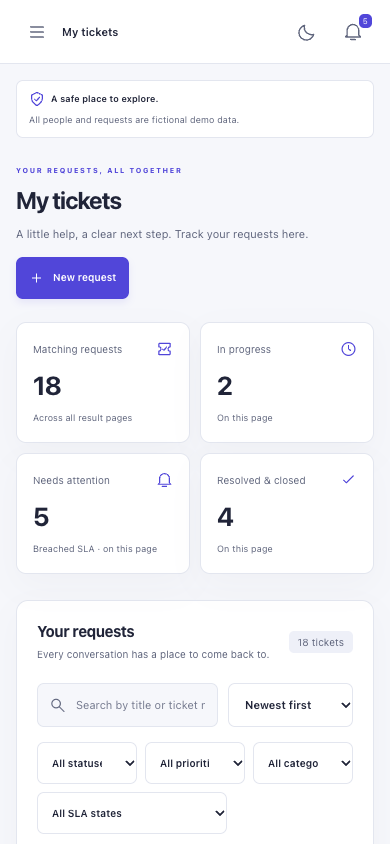 My tickets
5
A safe place to explore.
All people and requests are fictional demo data.
YOUR REQUESTS, ALL TOGETHER
My tickets
A little help, a clear next step. Track your requests here.
New request
Matching requests
18
Across all result pages
In progress
2
On this page
Needs attention
5
Breached SLA · on this page
Resolved & closed
4
On this page
Your requests
Every conversation has a place to come back to.
18 tickets
Search by title or ticket r
Newest first
All status
All prioriti
All catego
All SLA states